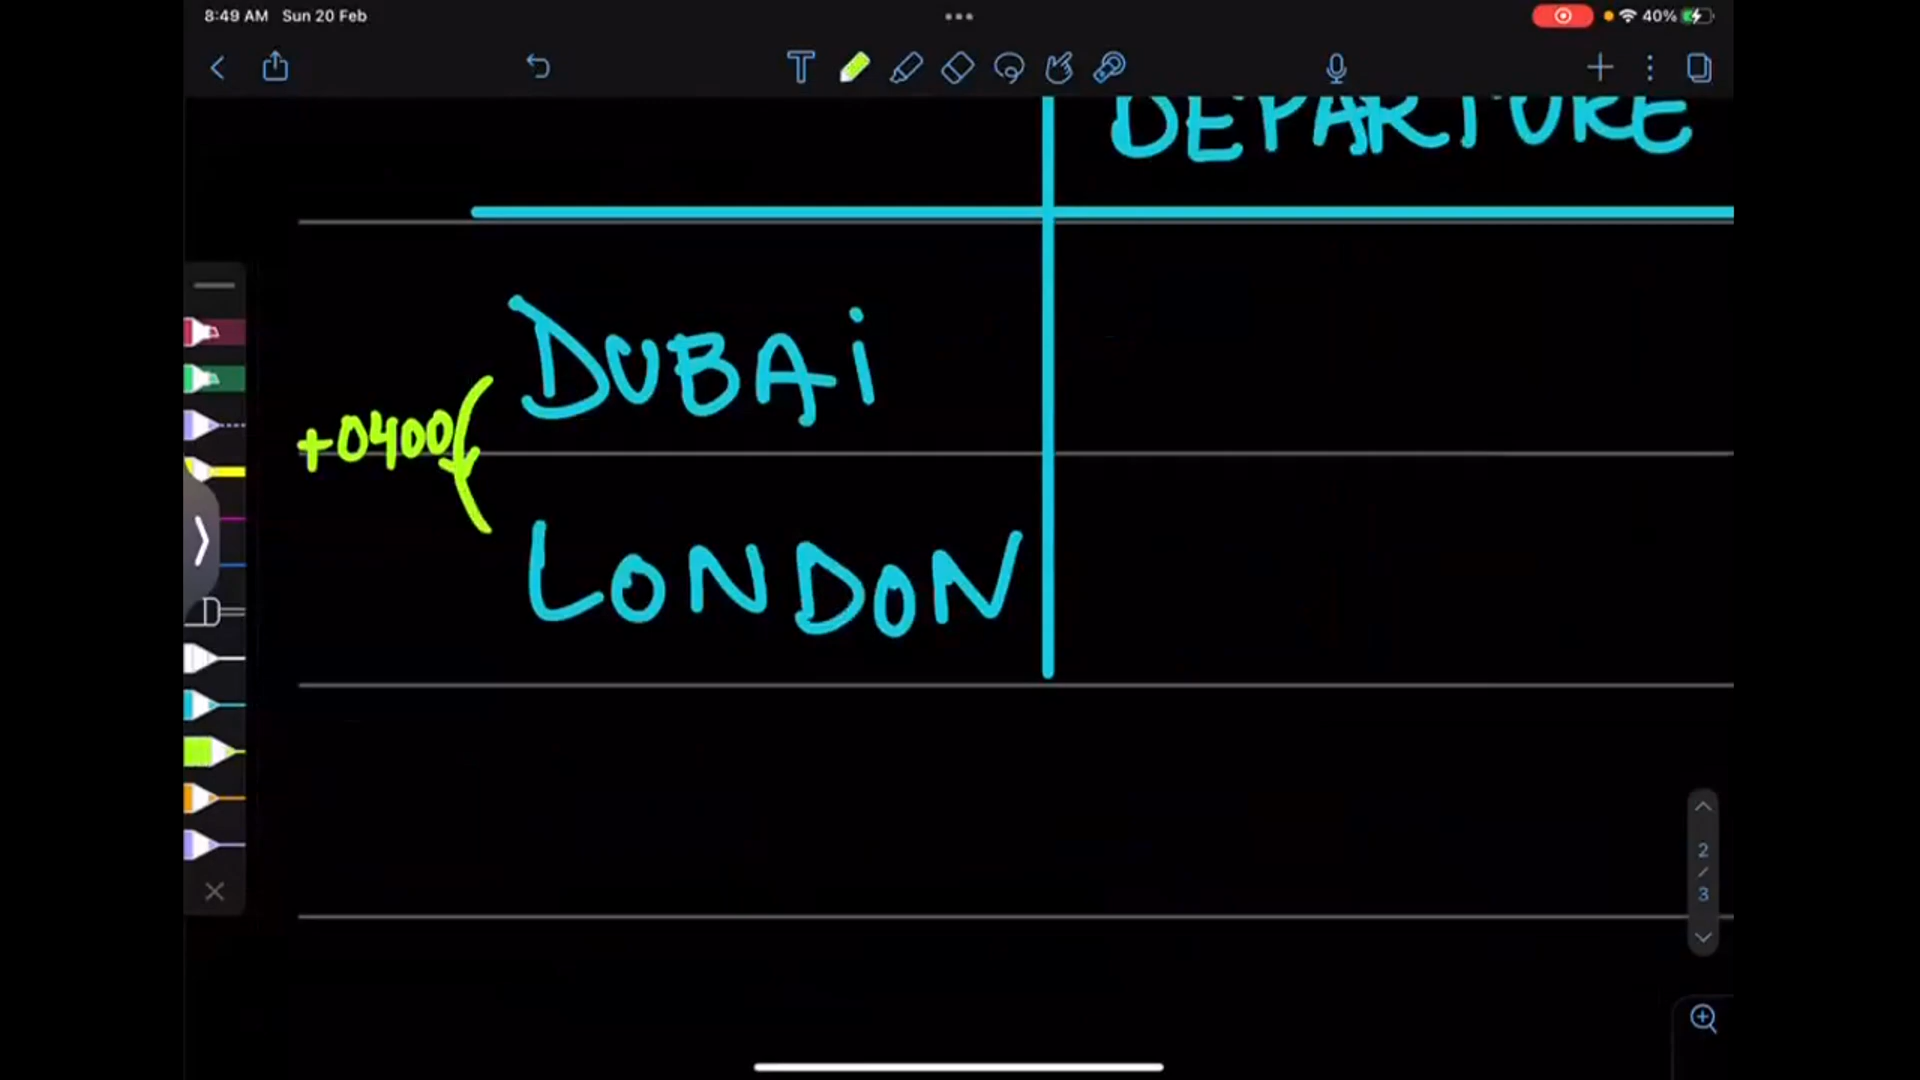 8:49 AM Sun 20 Feb
40%
T
DEPARTURE
DUBAi
+0400
LONDON
2
/
3